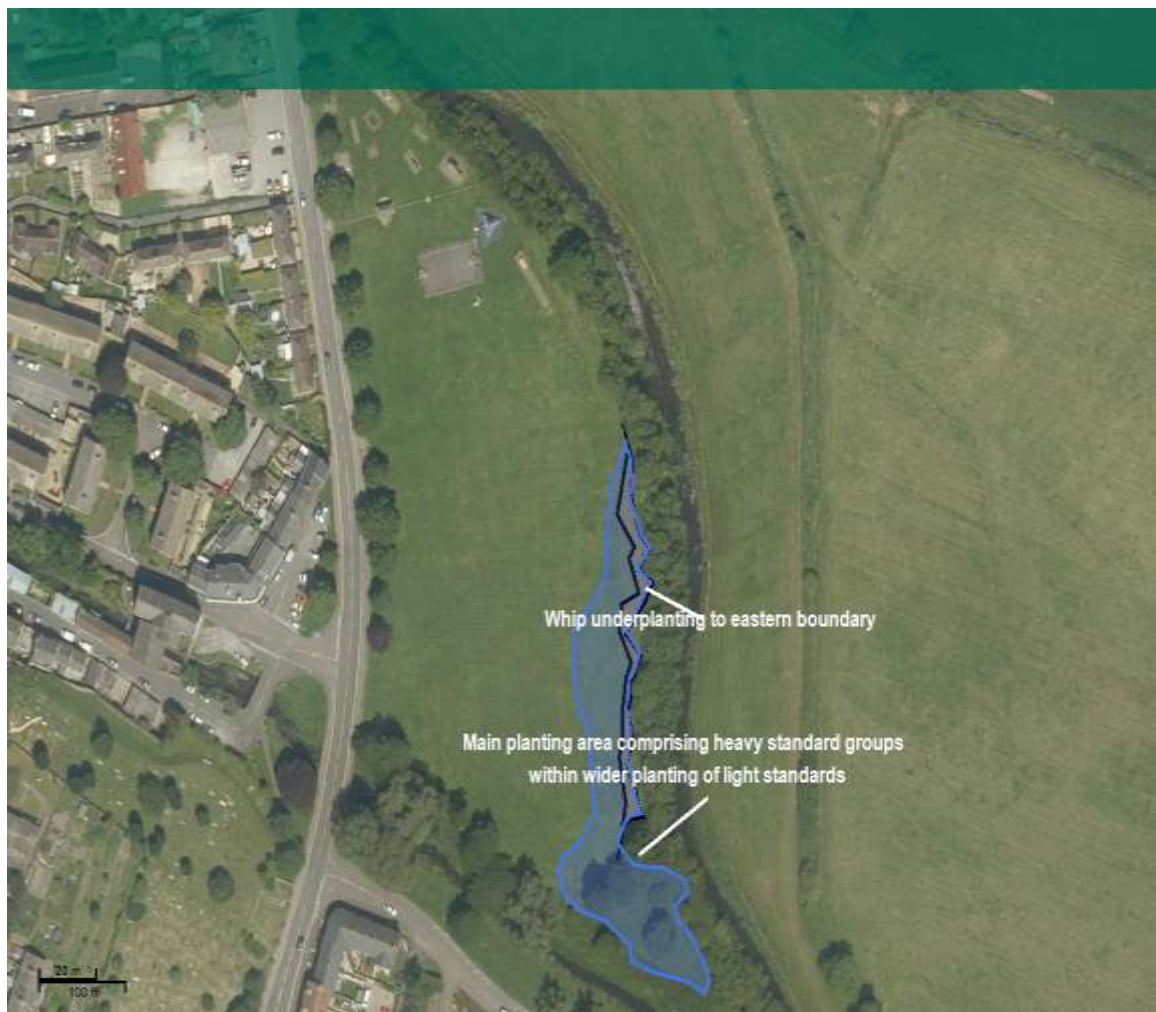 Whip underplanting to eastern boundary
Main planting area comprising heavy standard groups
within wider planting of light standards
20 m
100 ft